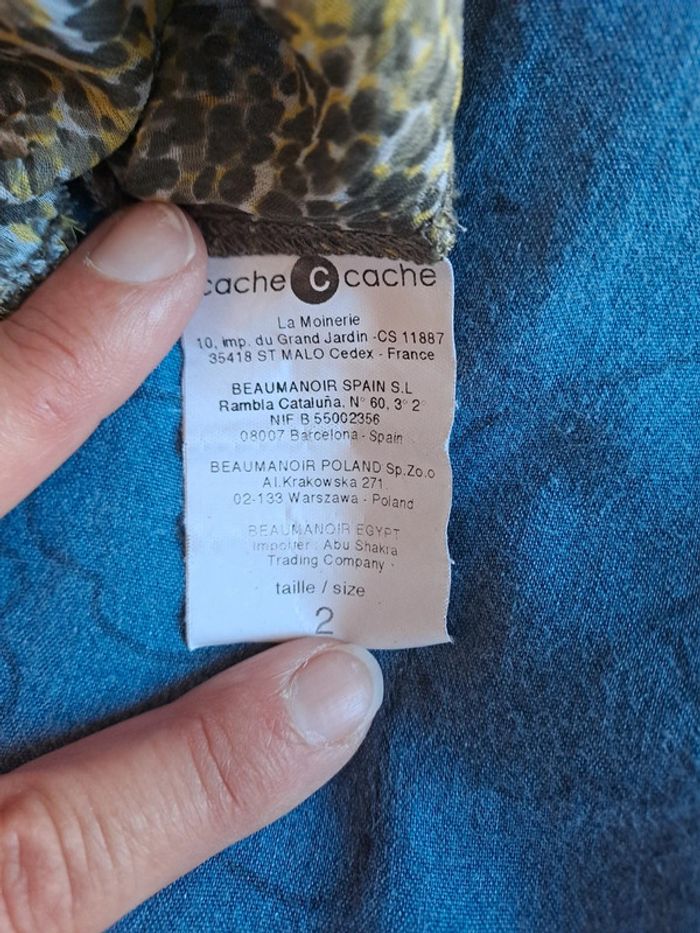 cache c cache
La Moinerie
10, imp. du Grand Jardin -CS 11887
35418 ST MALO Cedex - France
BEAUMANOIR SPAIN S.L
Rambla Cataluña, N° 60, 3° 2°
NIF B 55002356
08007 Barcelona - Spain
BEAUMANOIR POLAND Sp.Zo.o
Al.Krakowska 271
02-133 Warszawa - Poland
BEAUMANOIR EGYPT
Importer : Abu Shakra
Trading Company -
taille / size
2